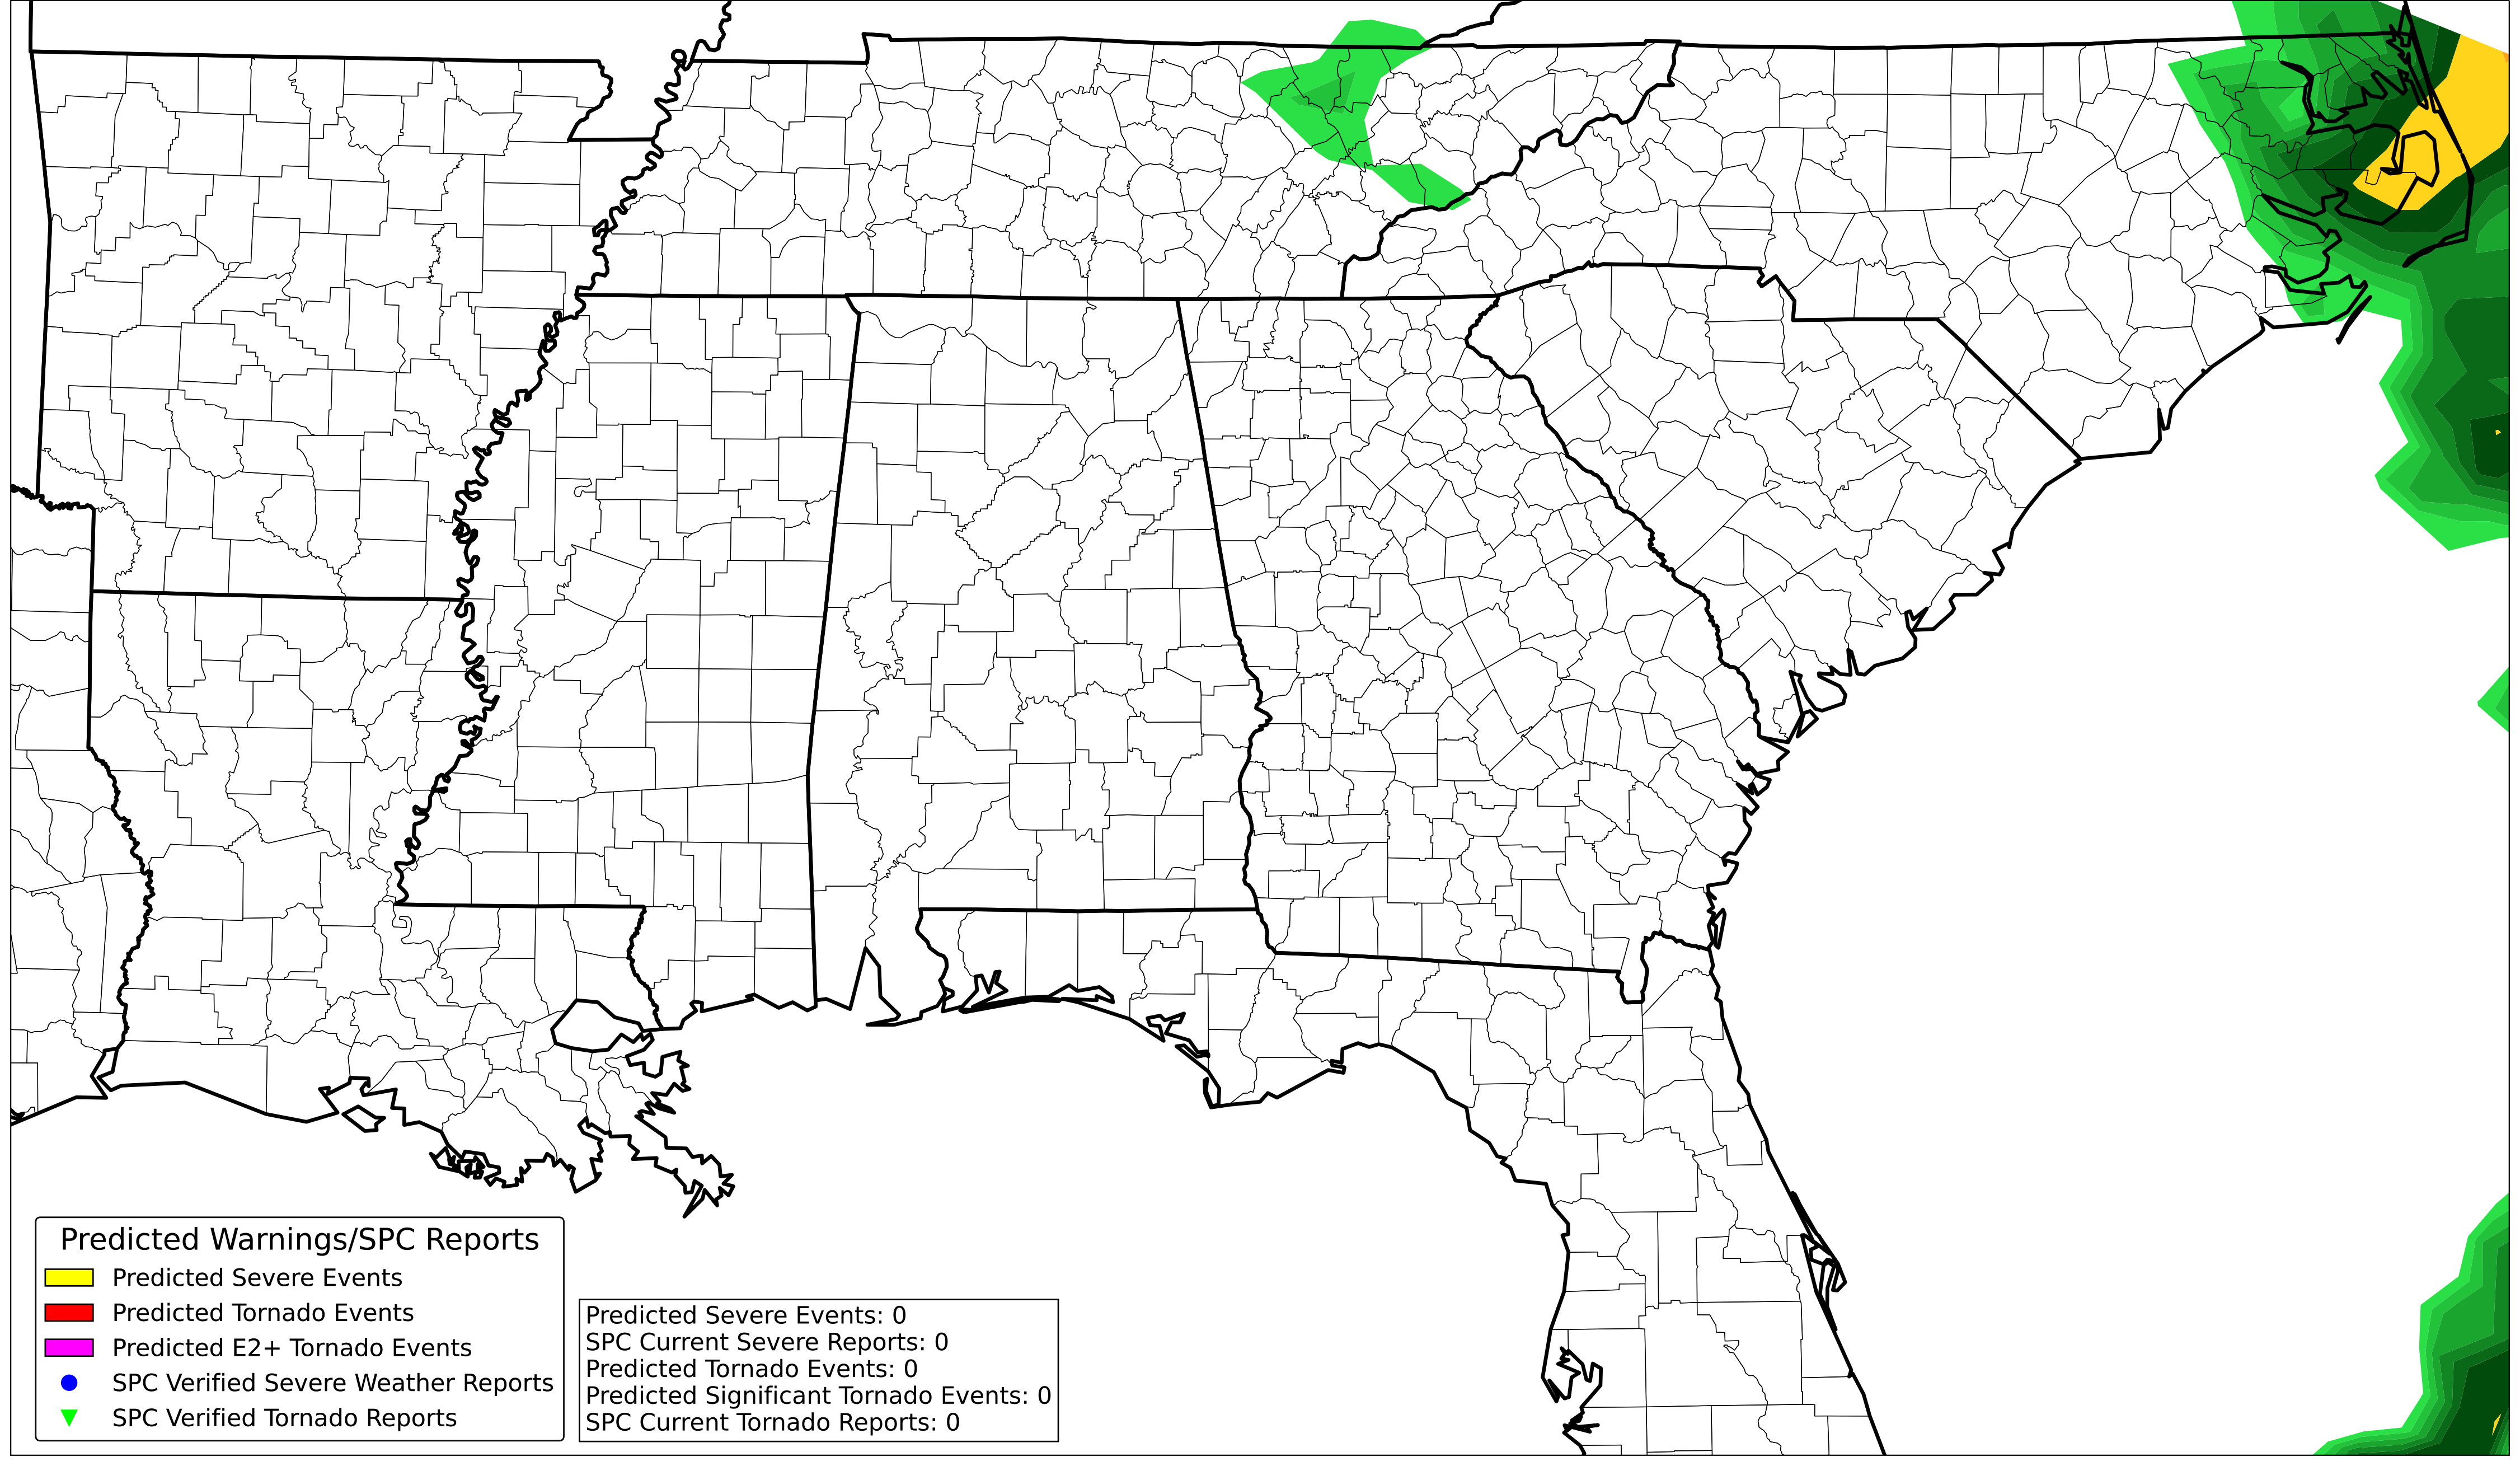 Predicted Warnings/SPC Reports
Predicted Severe Events
Predicted Tornado Events
Predicted E2+ Tornado Events
SPC Verified Severe Weather Reports
SPC Verified Tornado Reports
Predicted Severe Events: 0
SPC Current Severe Reports: 0
Predicted Tornado Events: 0
Predicted Significant Tornado Events: 0
SPC Current Tornado Reports: 0